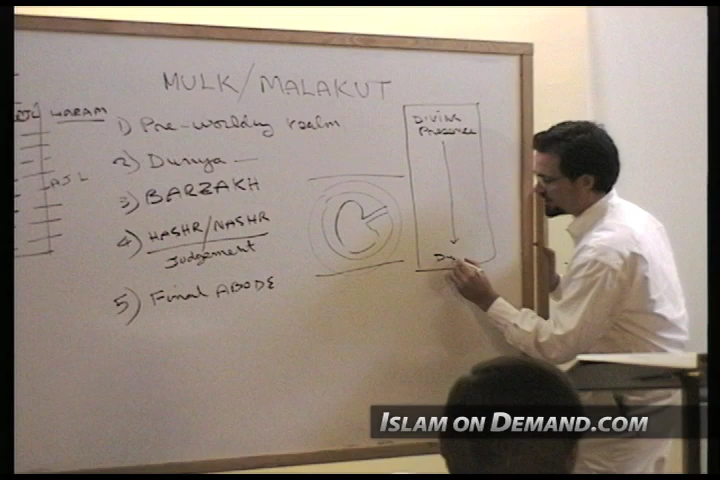 MULK/MALAKUT
HARAM
AJL
1) Pre-worldly realm
2) Dunya —
3) BARZAKH
4) HASHR/NASHR
Judgement
5) Final ABODE
DIVINE
Presence
ISLAM ON DEMAND.COM